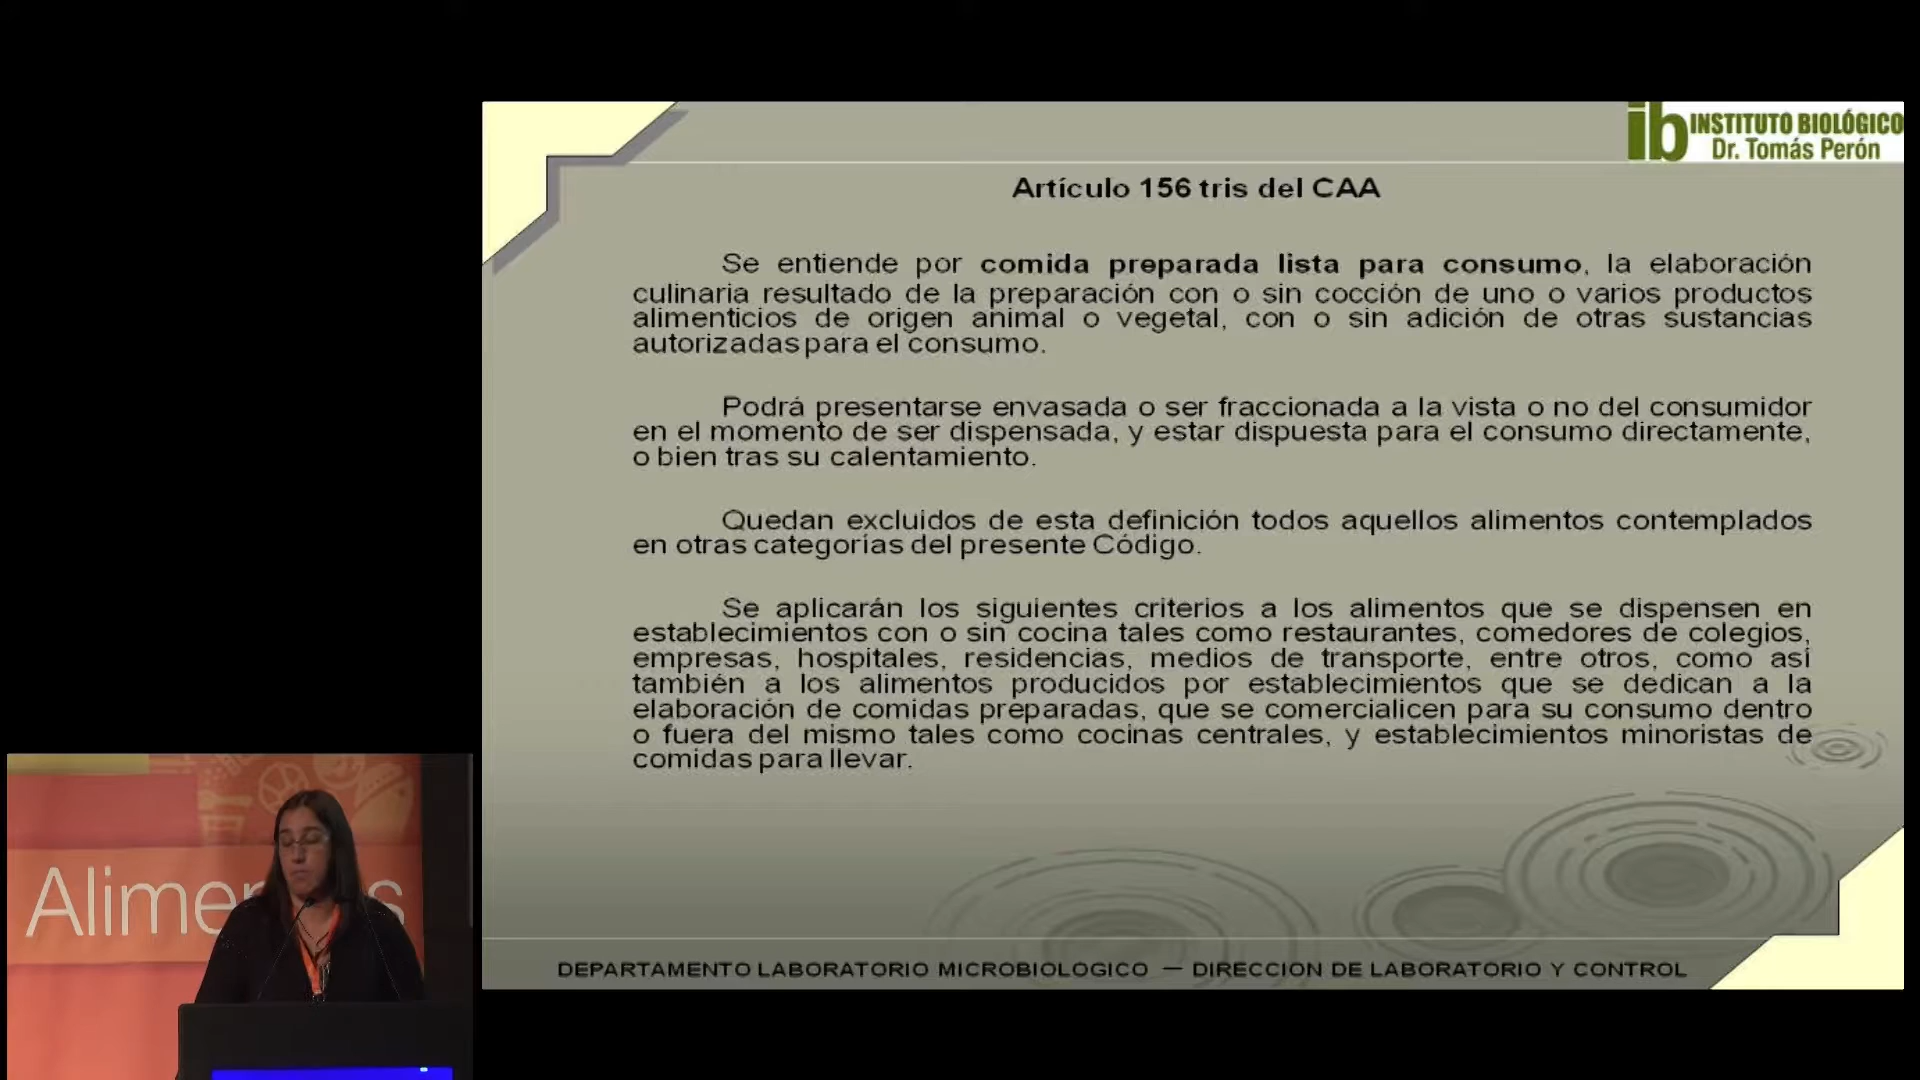 ib INSTITUTO BIOLÓGICO
Dr. Tomás Perón
Artículo 156 tris del CAA
Se entiende por comida preparada lista para consumo, la elaboración
culinaria resultado de la preparación con o sin cocción de uno o varios productos
alimenticios de origen animal o vegetal, con o sin adición de otras sustancias
autorizadas para el consumo.
Podrá presentarse envasada o ser fraccionada a la vista o no del consumidor
en el momento de ser dispensada, y estar dispuesta para el consumo directamente,
o bien tras su calentamiento.
Quedan excluidos de esta definición todos aquellos alimentos contemplados
en otras categorías del presente Código.
Se aplicarán los siguientes criterios a los alimentos que se dispensen en
establecimientos con o sin cocina tales como restaurantes, comedores de colegios,
empresas, hospitales, residencias, medios de transporte, entre otros, como así
también a los alimentos producidos por establecimientos que se dedican a la
elaboración de comidas preparadas, que se comercialicen para su consumo dentro
o fuera del mismo tales como cocinas centrales, y establecimientos minoristas de
comidas para llevar.
DEPARTAMENTO LABORATORIO MICROBIOLOGICO — DIRECCION DE LABORATORIO Y CONTROL